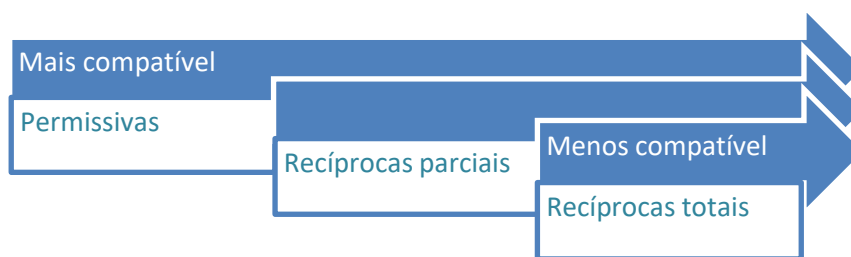 Mais compatível
Permissivas
Recíprocas parciais
Menos compatível
Recíprocas totais